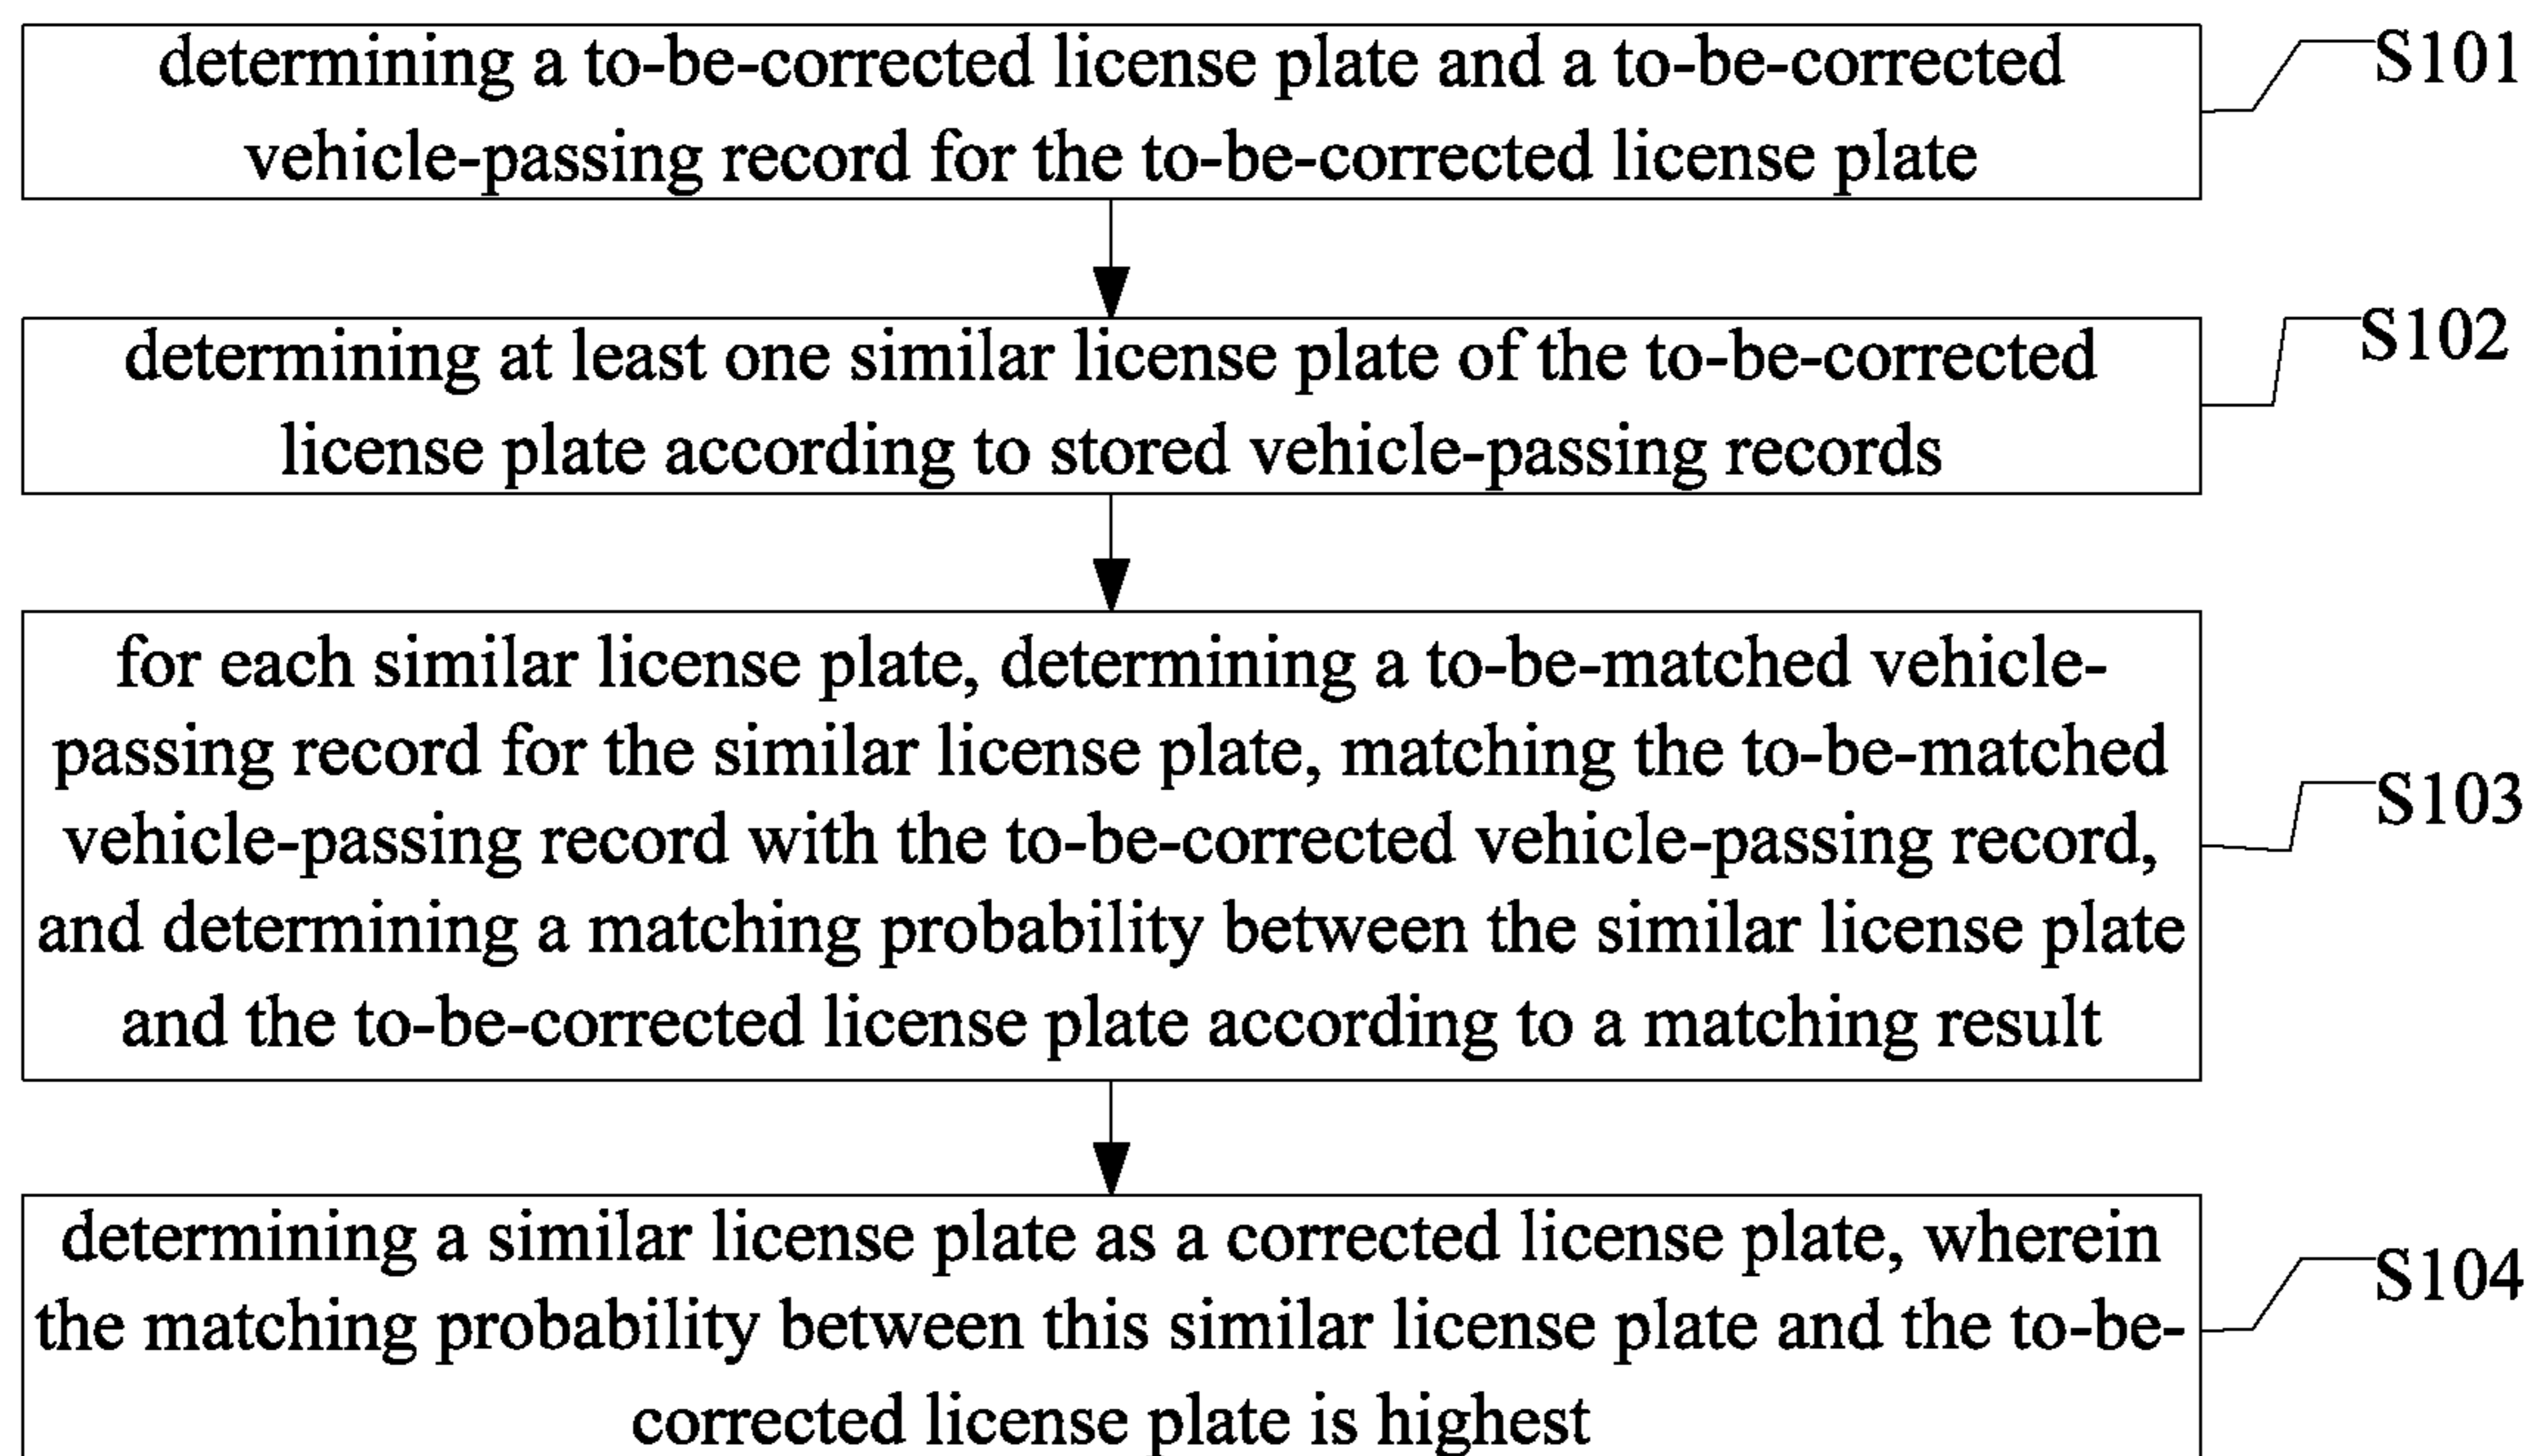 determining a to-be-corrected license plate and a to-be-corrected
vehicle-passing record for the to-be-corrected license plate
S101
determining at least one similar license plate of the to-be-corrected
license plate according to stored vehicle-passing records
S102
for each similar license plate, determining a to-be-matched vehicle-
passing record for the similar license plate, matching the to-be-matched
vehicle-passing record with the to-be-corrected vehicle-passing record,
and determining a matching probability between the similar license plate
and the to-be-corrected license plate according to a matching result
S103
determining a similar license plate as a corrected license plate, wherein
the matching probability between this similar license plate and the to-be-
corrected license plate is highest
S104